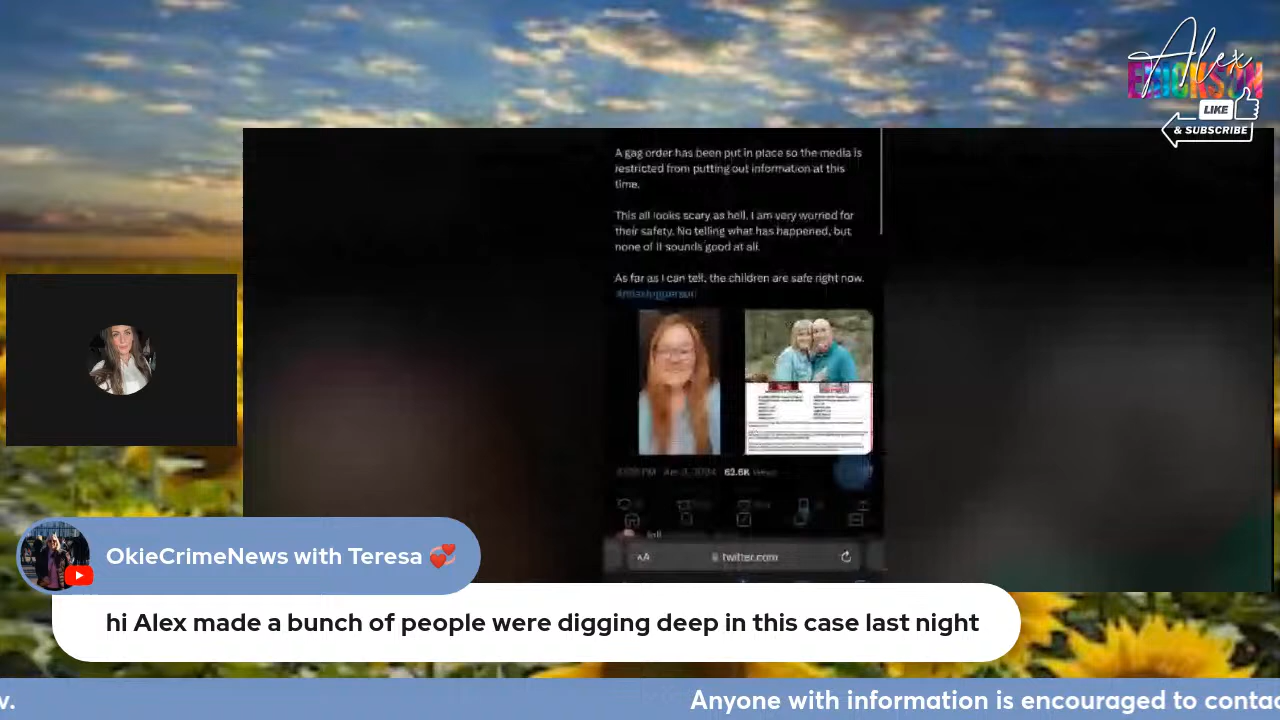 Alex
ERICKSON
LIKE
& SUBSCRIBE
A gag order has been put in place so the media is
restricted from putting out information at this
time.
This all looks scary as hell. I am very worried for
their safety. No telling what has happened, but
none of it sounds good at all.
As far as I can tell, the children are safe right now.
62.6K Views
AA
twitter.com
OkieCrimeNews with Teresa
hi Alex made a bunch of people were digging deep in this case last night
v.
Anyone with information is encouraged to contac